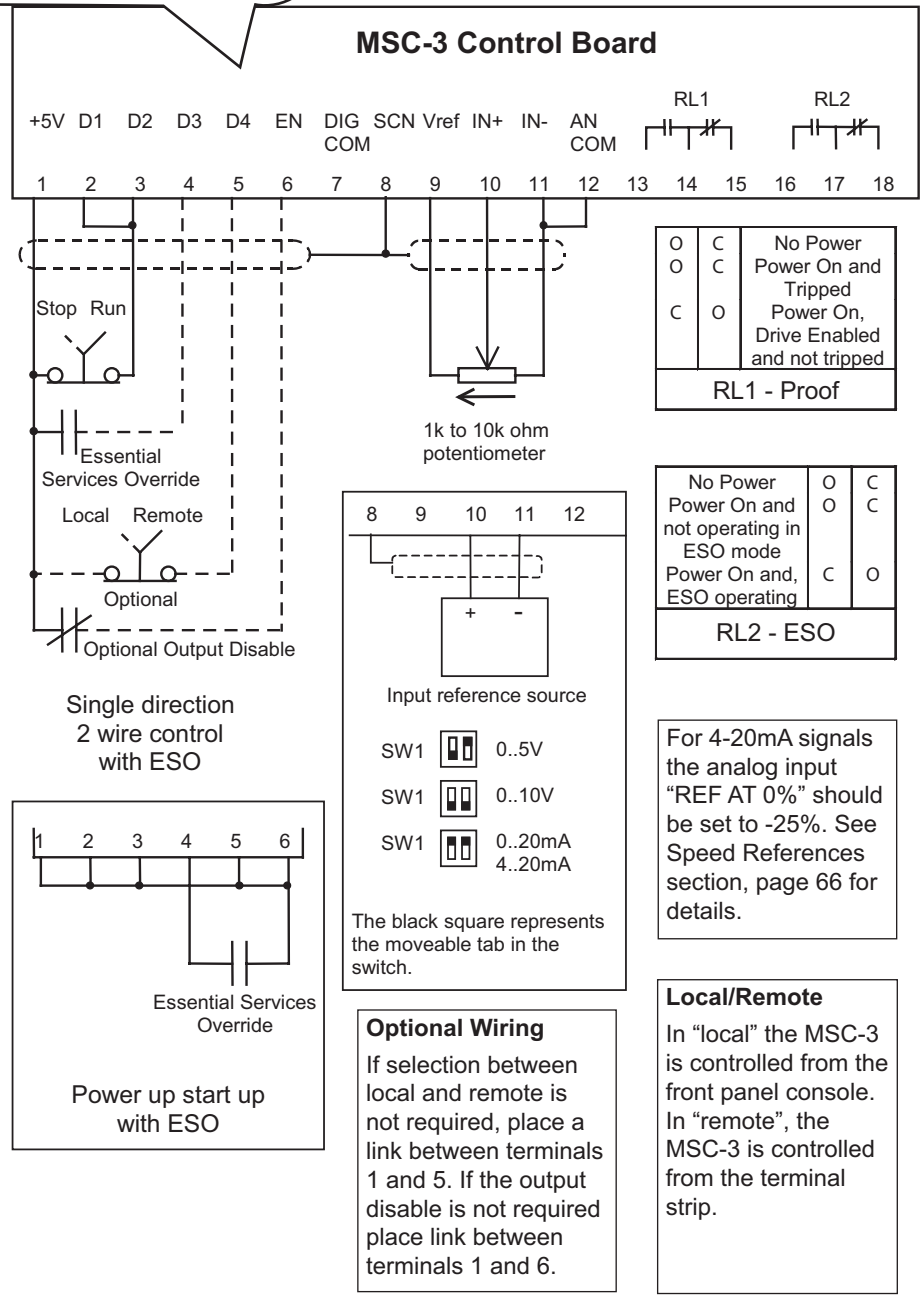 MSC-3 Control Board
RL1 RL2
+5V D1 D2 D3 D4 EN DIG SCN Vref IN+ IN- AN
COM COM
1 2 3 4 5 6 7 8 9 10 11 12 13 14 15 16 17 18
Stop Run
Essential
Services Override
Local Remote
Optional
Optional Output Disable
Single direction
2 wire control
with ESO
1k to 10k ohm
potentiometer
O C No Power
O C Power On and
Tripped
C O Power On,
Drive Enabled
and not tripped
RL1 - Proof
No Power O C
Power On and O C
not operating in
ESO mode
Power On and, C O
ESO operating
RL2 - ESO
8 9 10 11 12
+ -
Input reference source
SW1 0..5V
SW1 0..10V
SW1 0..20mA
4..20mA
The black square represents
the moveable tab in the
switch.
For 4-20mA signals
the analog input
“REF AT 0%” should
be set to -25%. See
Speed References
section, page 66 for
details.
1 2 3 4 5 6
Essential Services
Override
Power up start up
with ESO
Optional Wiring
If selection between
local and remote is
not required, place a
link between terminals
1 and 5. If the output
disable is not required
place link between
terminals 1 and 6.
Local/Remote
In “local” the MSC-3
is controlled from the
front panel console.
In “remote”, the
MSC-3 is controlled
from the terminal
strip.